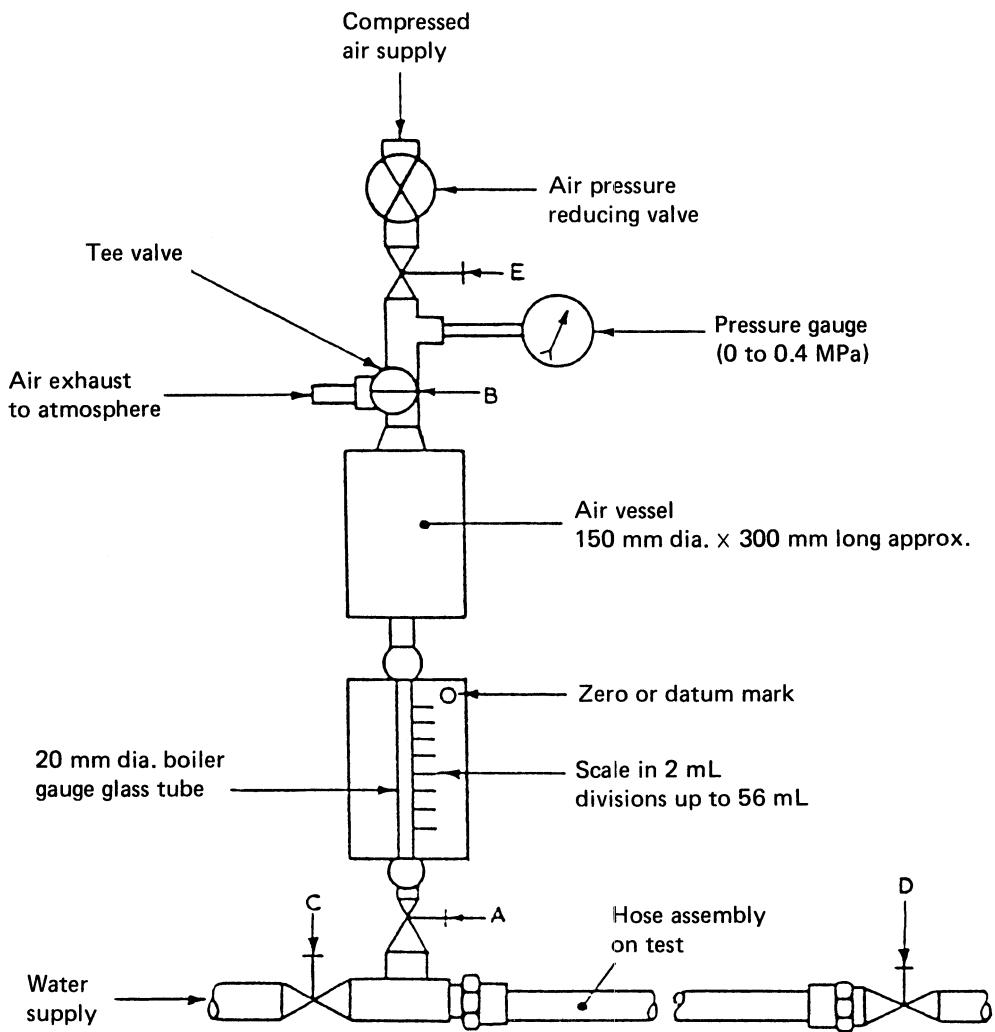 Compressed
air supply
Air pressure
reducing valve
Tee valve
E
Pressure gauge
(0 to 0.4 MPa)
Air exhaust
to atmosphere
B
Air vessel
150 mm dia. × 300 mm long approx.
Zero or datum mark
20 mm dia. boiler
gauge glass tube
Scale in 2 mL
divisions up to 56 mL
C
A
D
Hose assembly
on test
Water
supply